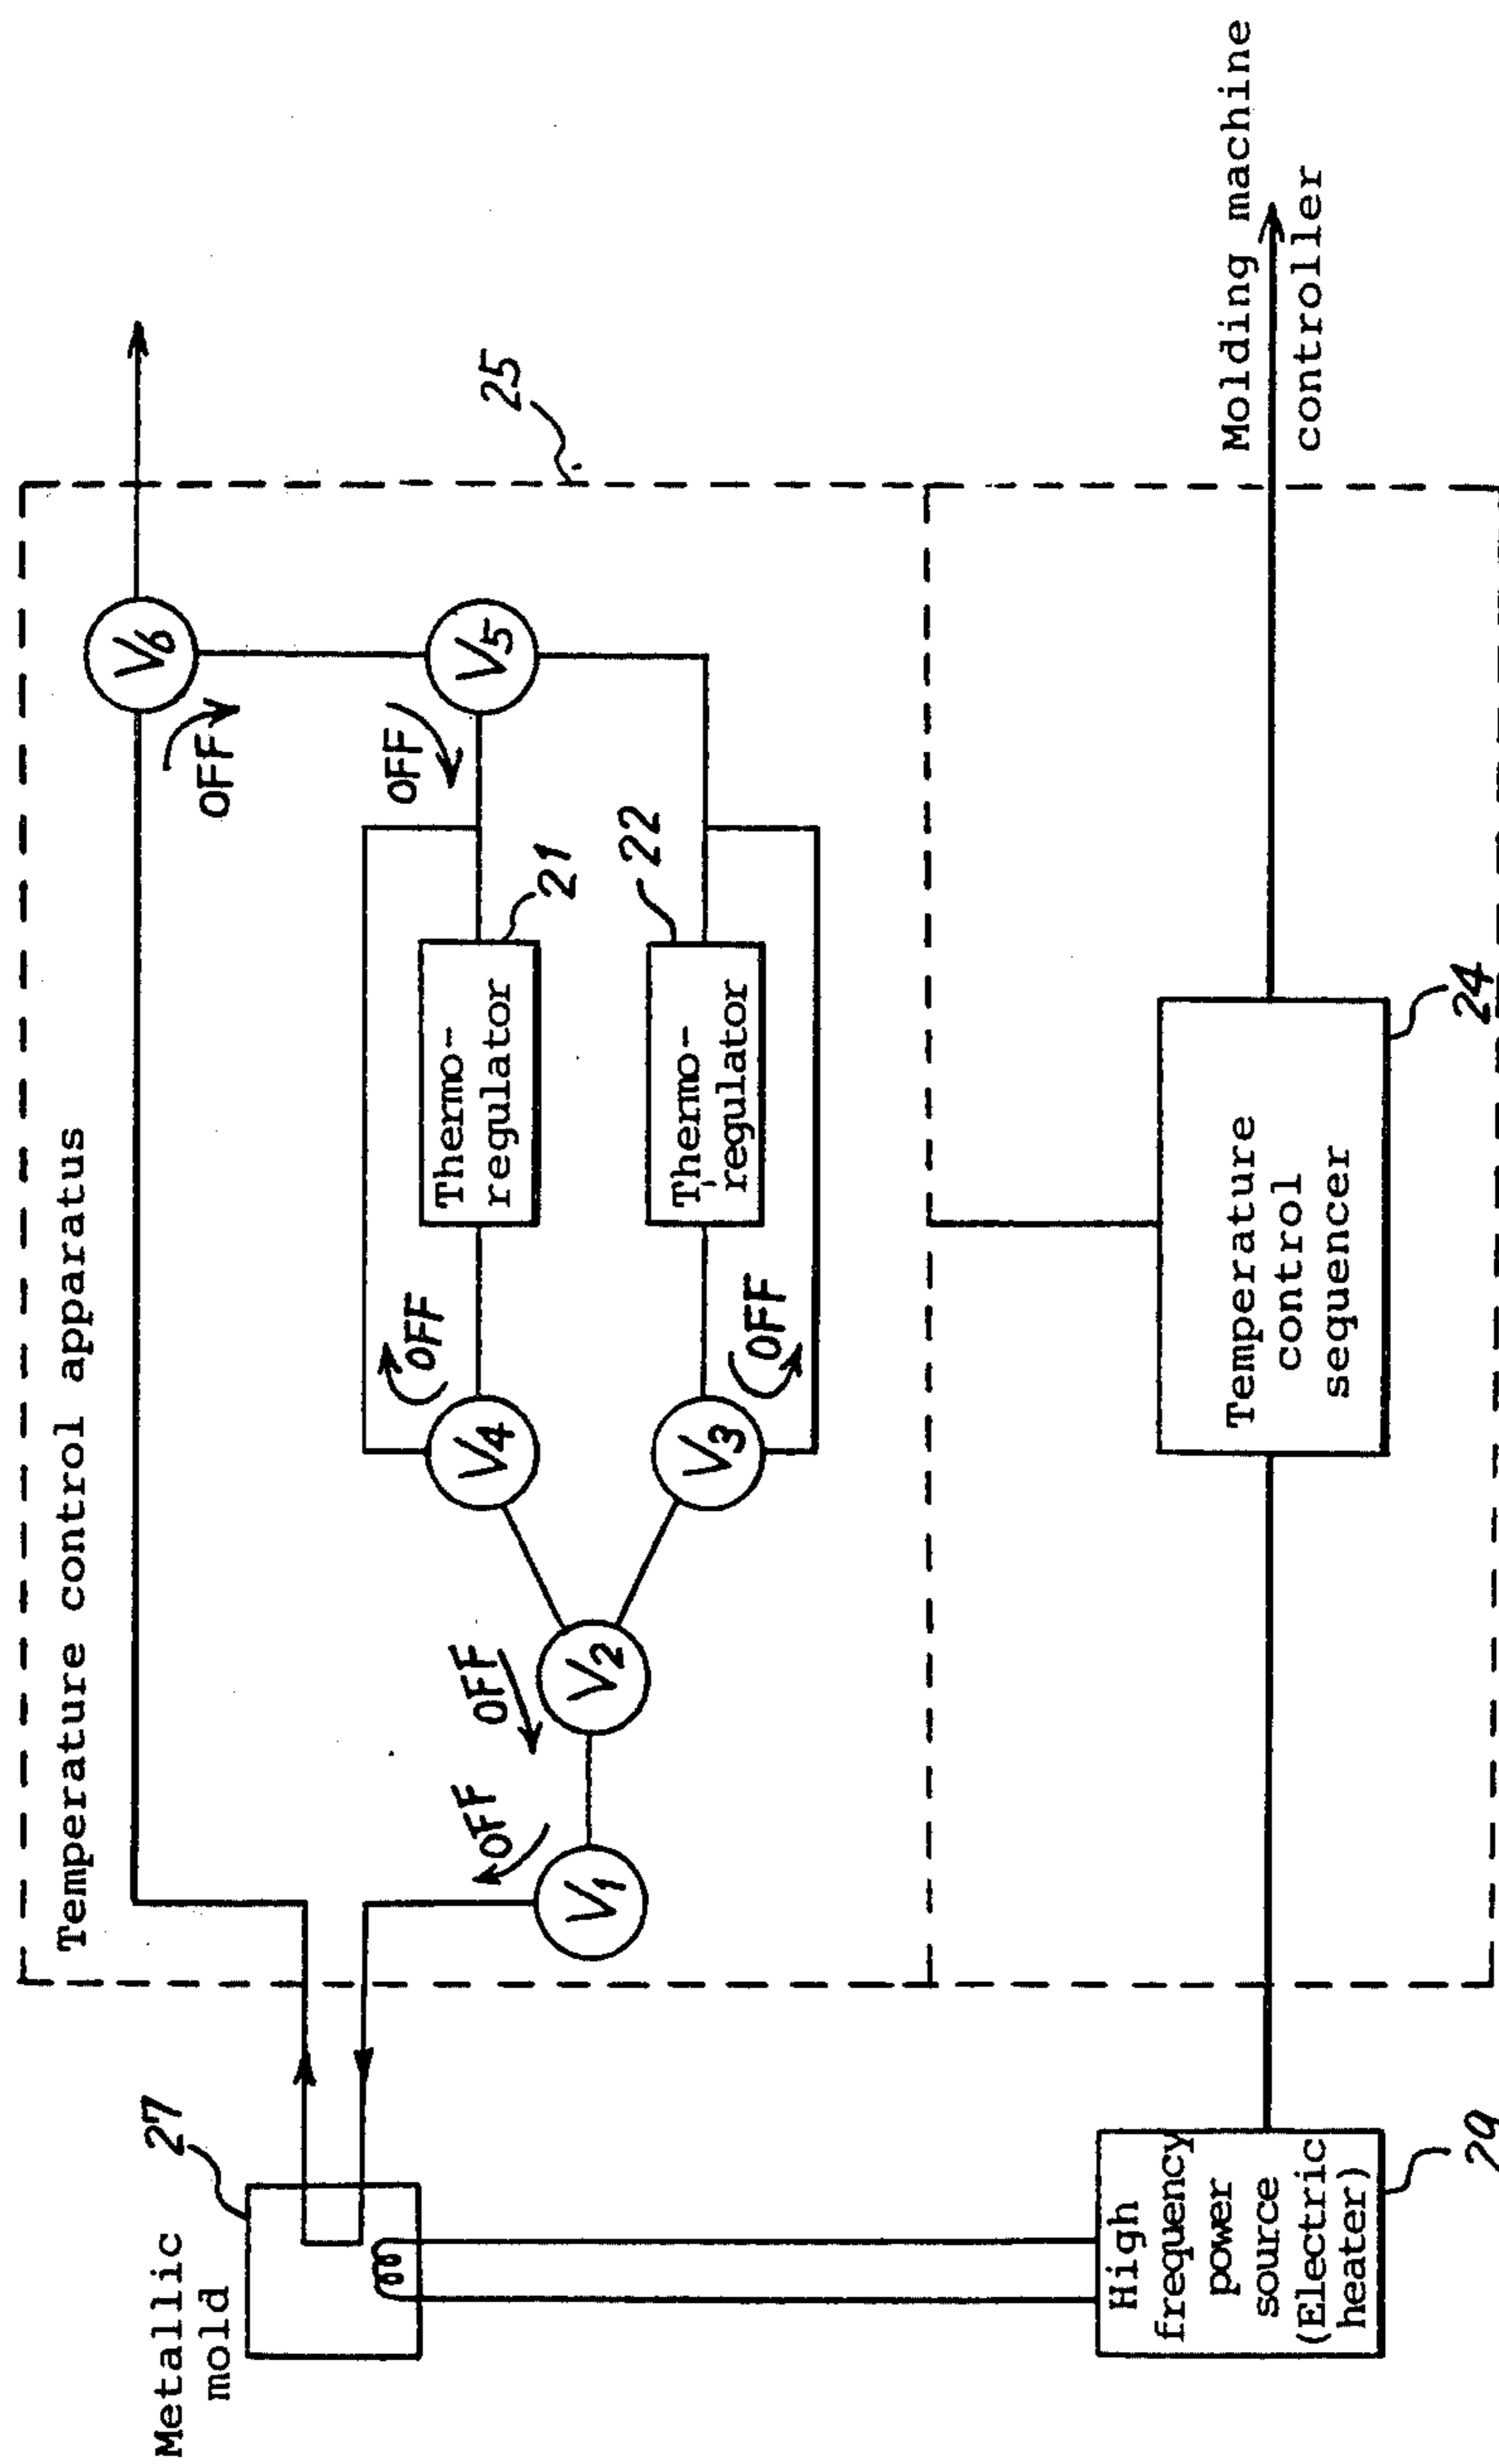 Temperature control apparatus
Metallic
mold
27
V6
OFF
V5
OFF
25
V4
OFF
Thermo-
regulator
21
V1
OFF
V2
OFF
V3
OFF
Thermo-
regulator
22
High
frequency
power
source
(Electric
heater)
29
Temperature
control
sequencer
24
Molding machine
controller